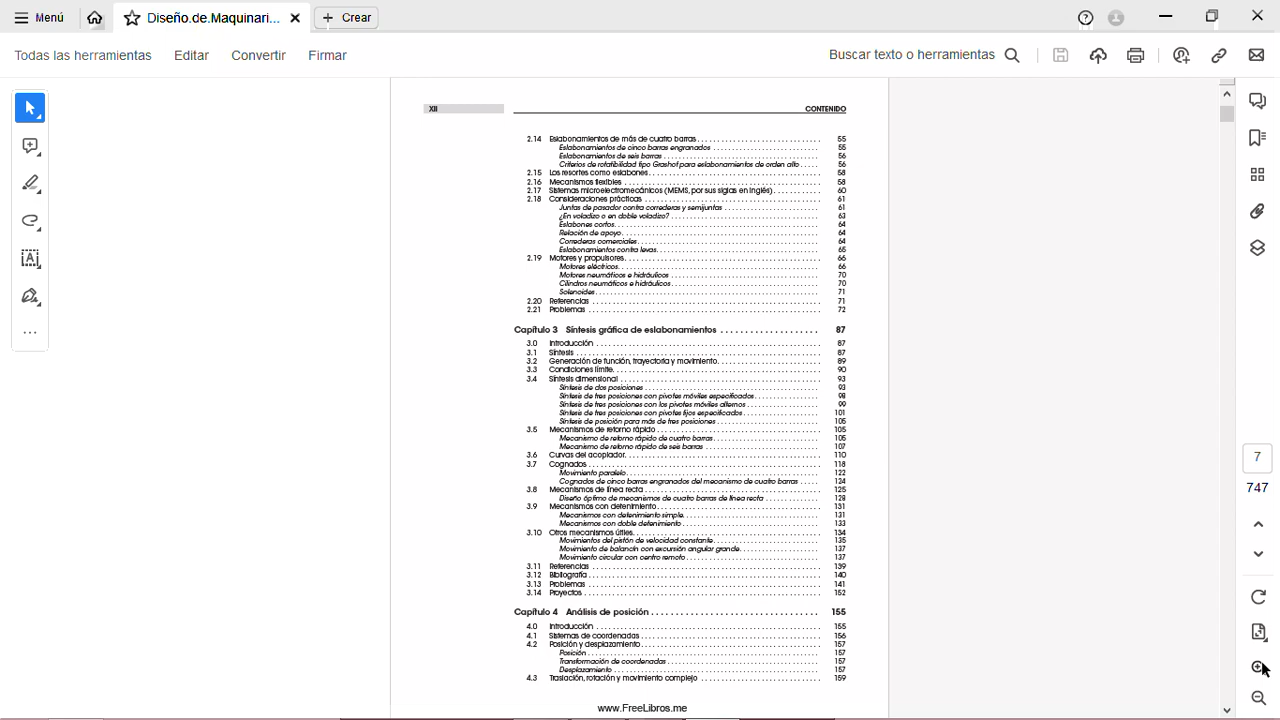 Menú
Diseño.de.Maquinari...
Crear
Todas las herramientas
Editar
Convertir
Firmar
Buscar texto o herramientas
XII
CONTENIDO
2.14 Eslabonamientos de más de cuatro barras 55
Eslabonamientos de cinco barras engranados 55
Eslabonamientos de seis barras 56
Criterios de rotatibilidad tipo Grashof para eslabonamientos de orden alto 56
2.15 Los resortes como eslabones 58
2.16 Mecanismos flexibles 58
2.17 Sistemas microelectromecánicos (MEMS, por sus siglas en inglés) 60
2.18 Consideraciones prácticas 61
Juntas de pasador contra correderas y semijuntas 61
¿En voladizo o en doble voladizo? 63
Eslabones cortos 64
Relación de apoyo 64
Correderas comerciales 64
Eslabonamientos contra levas 65
2.19 Motores y propulsores 66
Motores eléctricos 66
Motores neumáticos e hidráulicos 70
Cilindros neumáticos e hidráulicos 70
Solenoides 71
2.20 Referencias 71
2.21 Problemas 72
Capítulo 3 Síntesis gráfica de eslabonamientos 87
3.0 Introducción 87
3.1 Síntesis 87
3.2 Generación de función, trayectoria y movimiento 89
3.3 Condiciones límite 90
3.4 Síntesis dimensional 93
Síntesis de dos posiciones 93
Síntesis de tres posiciones con pivotes móviles especificados 98
Síntesis de tres posiciones con los pivotes móviles alternos 99
Síntesis de tres posiciones con pivotes fijos especificados 101
Síntesis de posición para más de tres posiciones 105
3.5 Mecanismos de retorno rápido 105
Mecanismo de retorno rápido de cuatro barras 105
Mecanismo de retorno rápido de seis barras 107
3.6 Curvas del acoplador 110
3.7 Cognados 118
Movimiento paralelo 122
Cognados de cinco barras engranados del mecanismo de cuatro barras 124
3.8 Mecanismos de línea recta 125
Diseño óptimo de mecanismos de cuatro barras de línea recta 128
3.9 Mecanismos con detenimiento 131
Mecanismos con detenimiento simple 131
Mecanismos con doble detenimiento 133
3.10 Otros mecanismos útiles 134
Movimientos del pistón de velocidad constante 135
Movimiento de balancín con excursión angular grande 137
Movimiento circular con centro remoto 137
3.11 Referencias 139
3.12 Bibliografía 140
3.13 Problemas 141
3.14 Proyectos 152
Capítulo 4 Análisis de posición 155
4.0 Introducción 155
4.1 Sistemas de coordenadas 156
4.2 Posición y desplazamiento 157
Posición 157
Transformación de coordenadas 157
Desplazamiento 157
4.3 Traslación, rotación y movimiento complejo 159
www.FreeLibros.me
7
747